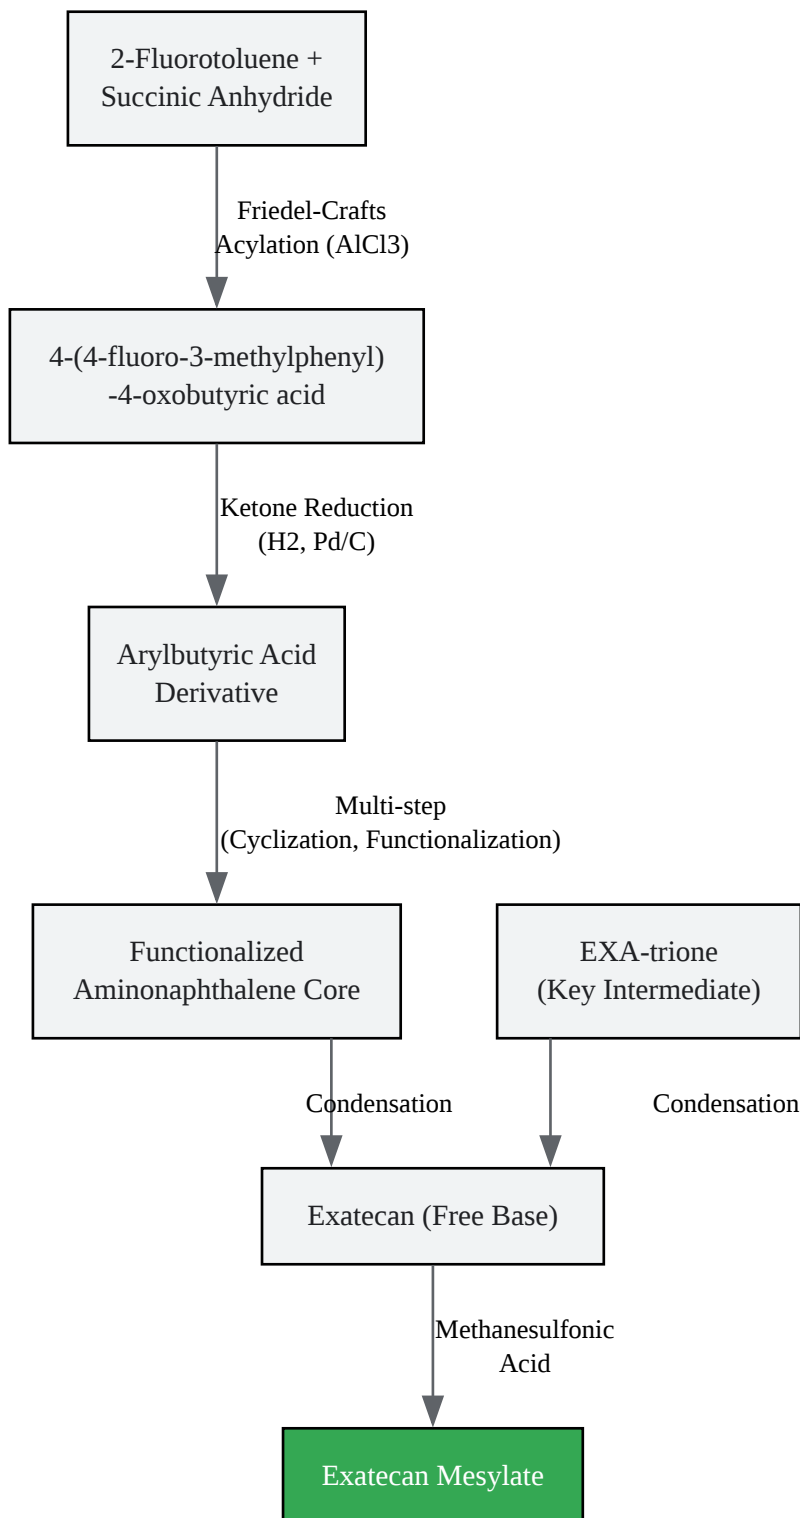 2-Fluorotoluene +
Succinic Anhydride
Friedel-Crafts
Acylation (AlCl3)
4-(4-fluoro-3-methylphenyl)
-4-oxobutyric acid
Ketone Reduction
(H2, Pd/C)
Arylbutyric Acid
Derivative
Multi-step
(Cyclization, Functionalization)
Functionalized
Aminonaphthalene Core
EXA-trione
(Key Intermediate)
Condensation
Condensation
Exatecan (Free Base)
Methanesulfonic
Acid
Exatecan Mesylate